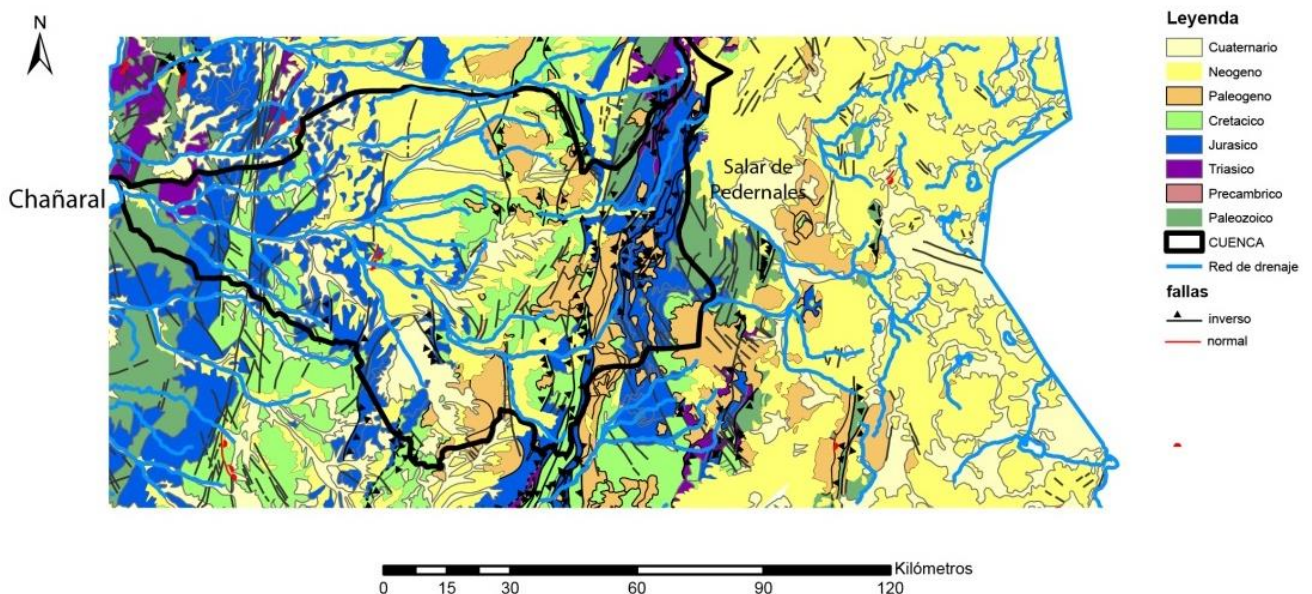 N
Chañaral
Salar de
Pedernales
Leyenda
Cuaternario
Neogeno
Paleogeno
Cretacico
Jurasico
Triasico
Precambrico
Paleozoico
CUENCA
Red de drenaje
fallas
inverso
normal
Kilómetros
0 15 30 60 90 120